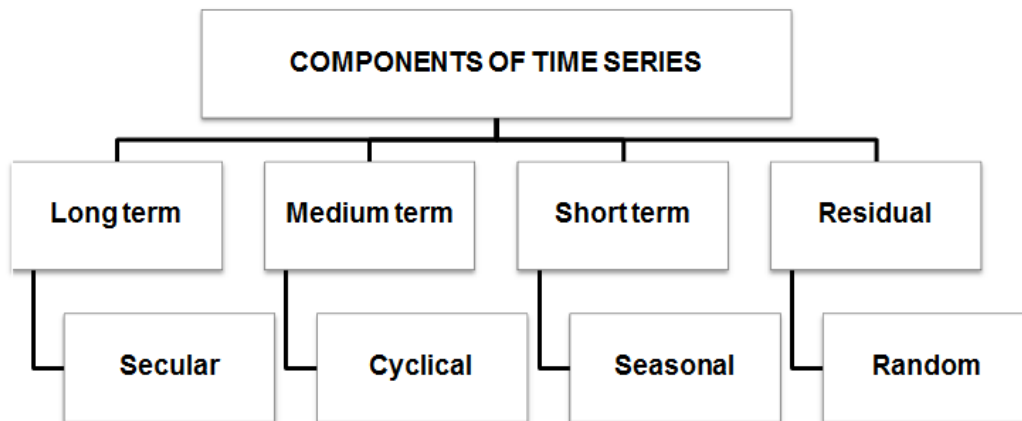 COMPONENTS OF TIME SERIES
Long term
Medium term
Short term
Residual
Secular
Cyclical
Seasonal
Random